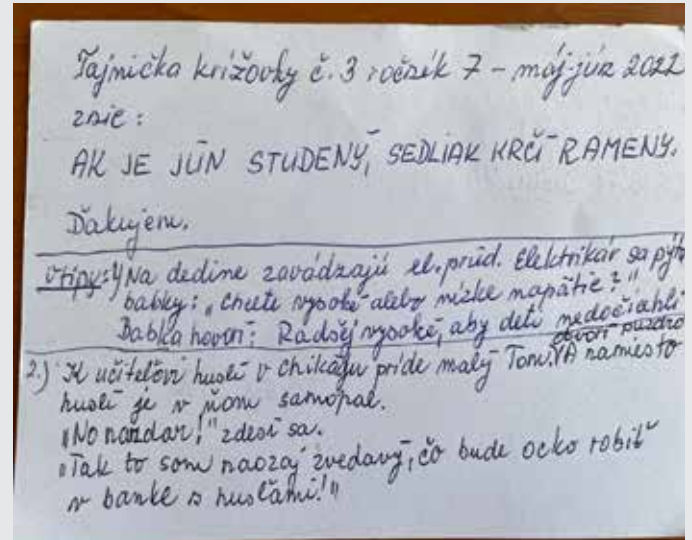 Tajnička krížovky č. 3 ročník 7 – máj-jún 2022
znie:
AK JE JÚN STUDENÝ, SEDLIAK KRČÍ RAMENY.
Ďakujem.
Vtipy: 1) Na dedine zavádzajú el. prúd. Elektrikár sa pýta
babky: „Chcete vysoké alebo nízke napätie?"
Babka hovorí: Radšej vysoké, aby deti nedočiahli
2.) K učiteľovi huslí v Chikágu príde malý Tom. Otvorí puzdro A namiesto
huslí je v ňom samopal.
„No nazdar!" zdesí sa.
„Tak to som naozaj zvedavý, čo bude ocko robiť
v banke s husľami!"